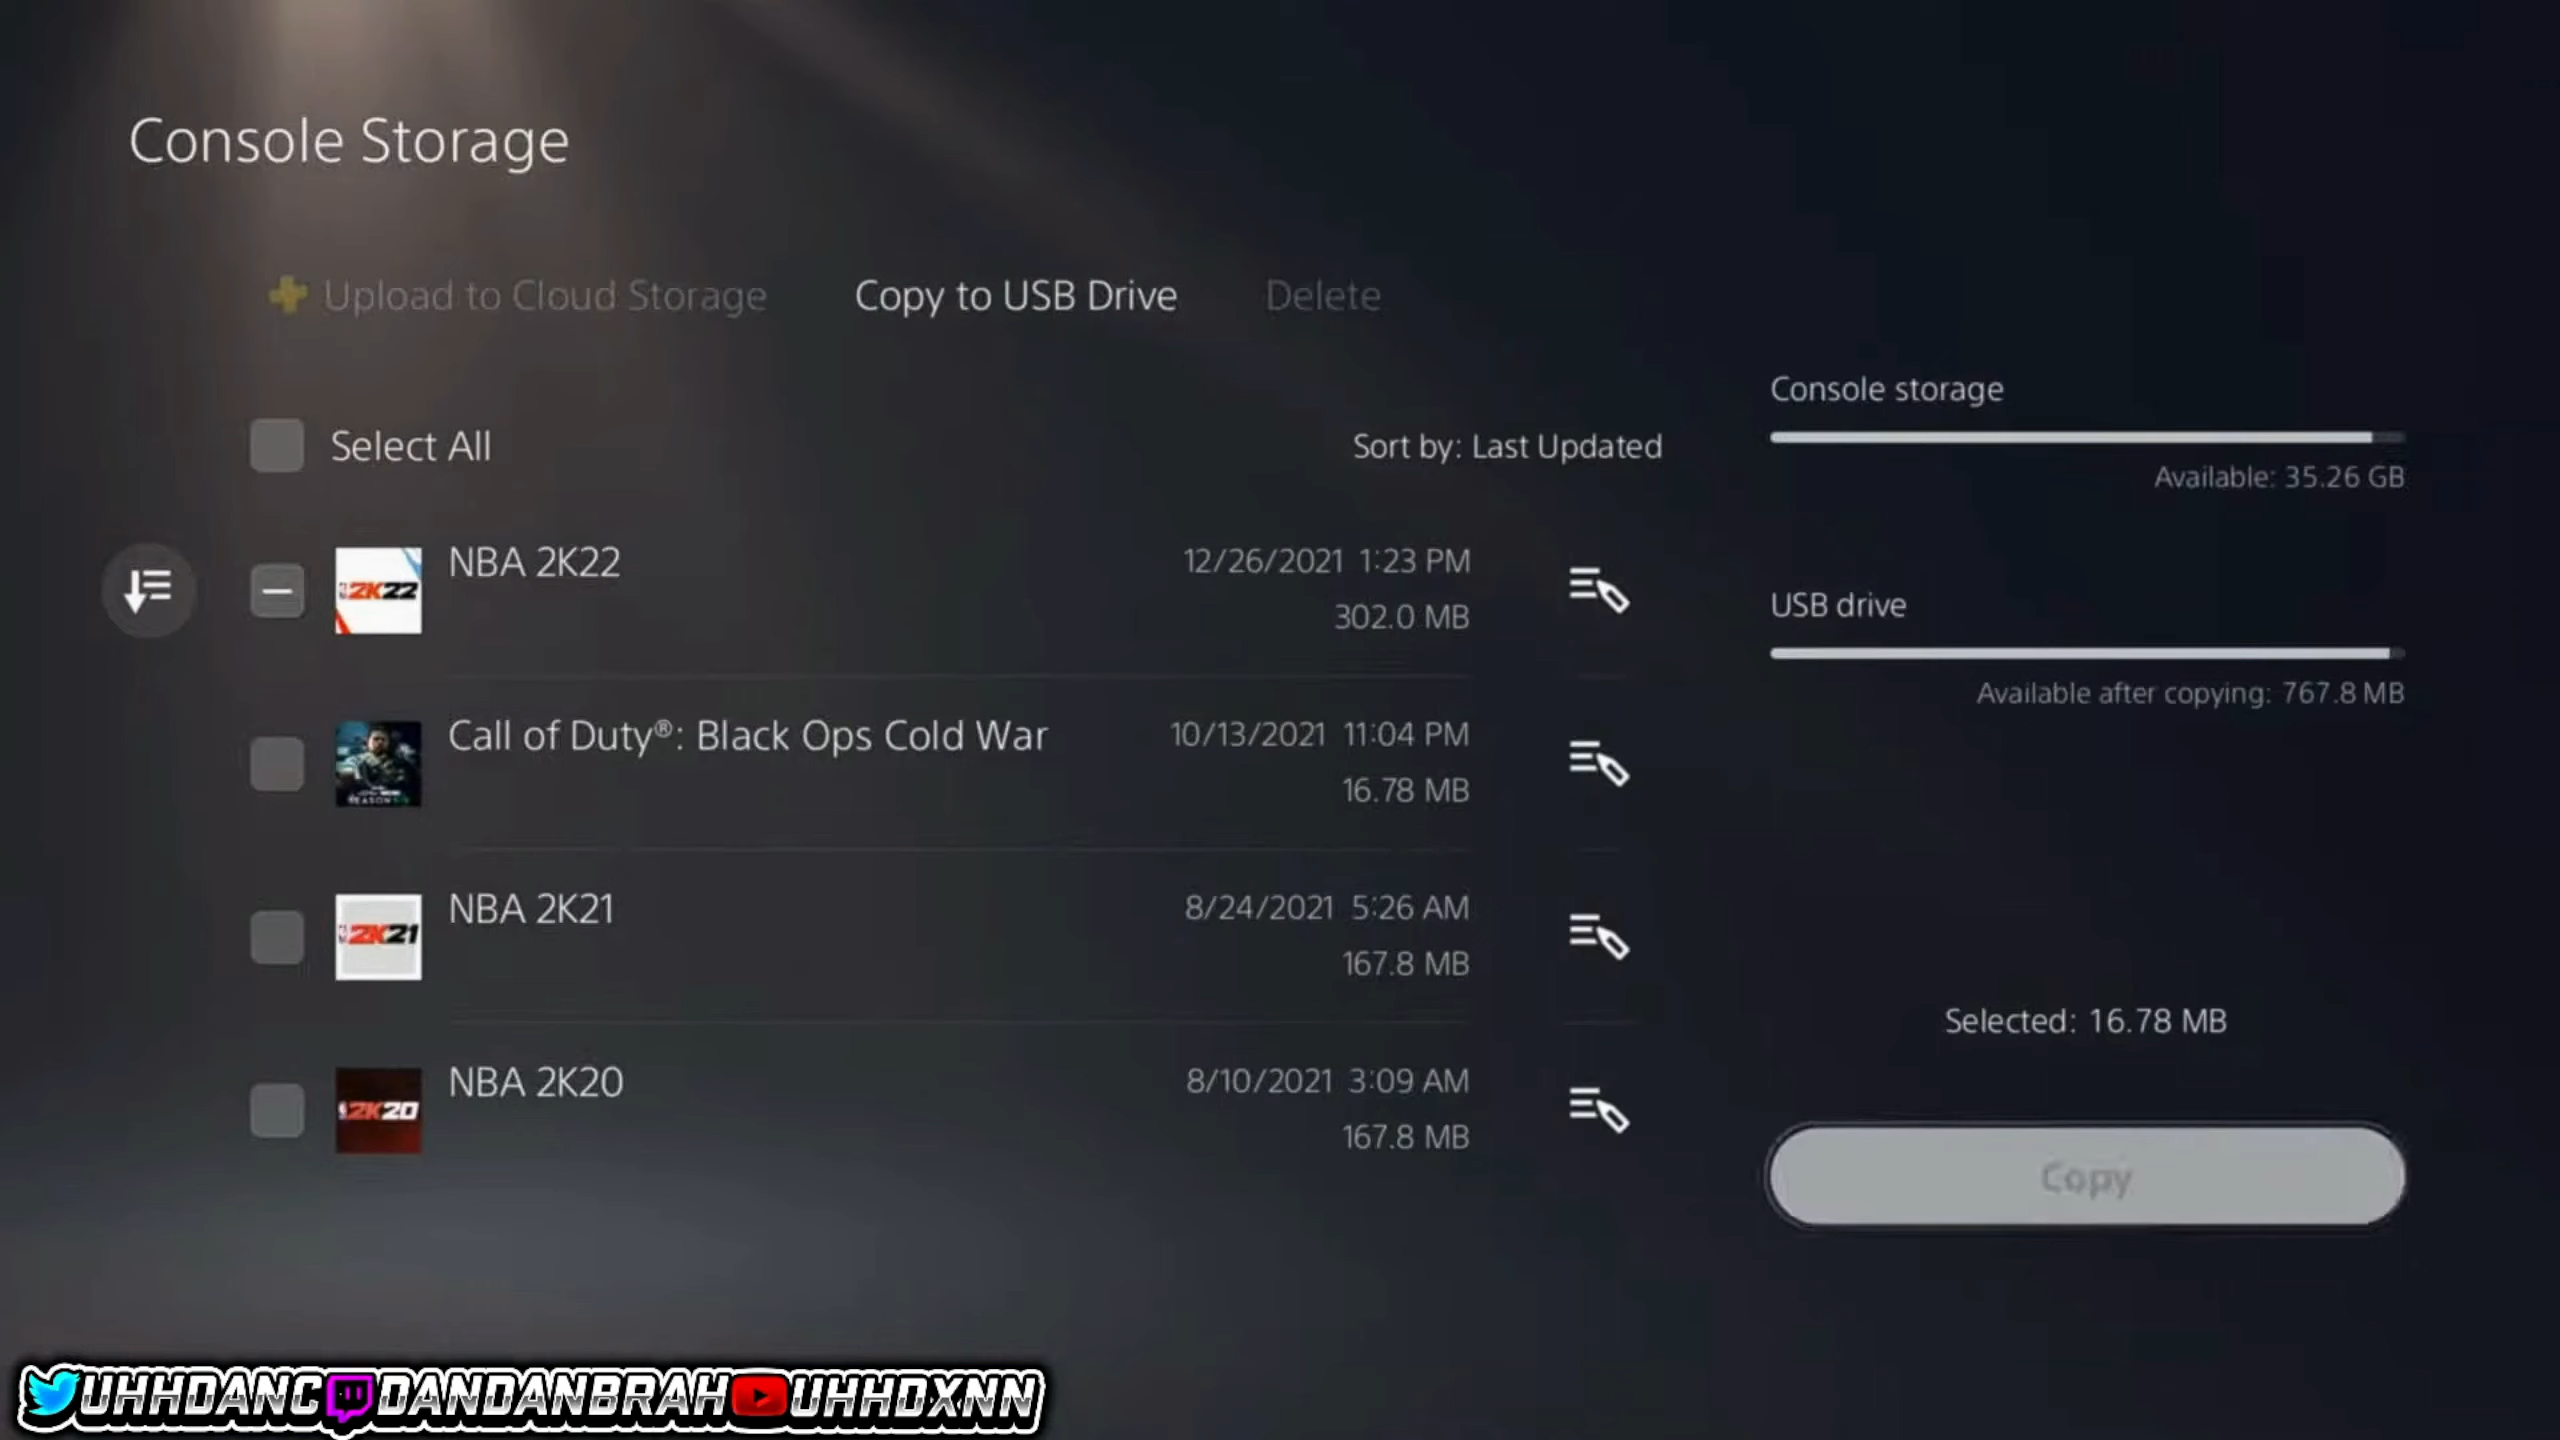 Console Storage
Upload to Cloud Storage Copy to USB Drive Delete
Select All
Sort by: Last Updated
2K22
NBA 2K22
12/26/2021 1:23 PM
302.0 MB
SEASON
Call of Duty®: Black Ops Cold War
10/13/2021 11:04 PM
16.78 MB
2K21
NBA 2K21
8/24/2021 5:26 AM
167.8 MB
2K20
NBA 2K20
8/10/2021 3:09 AM
167.8 MB
Console storage
Available: 35.26 GB
USB drive
Available after copying: 767.8 MB
Selected: 16.78 MB
Copy
UHHDANC DANDANBRAH UHHDXNN